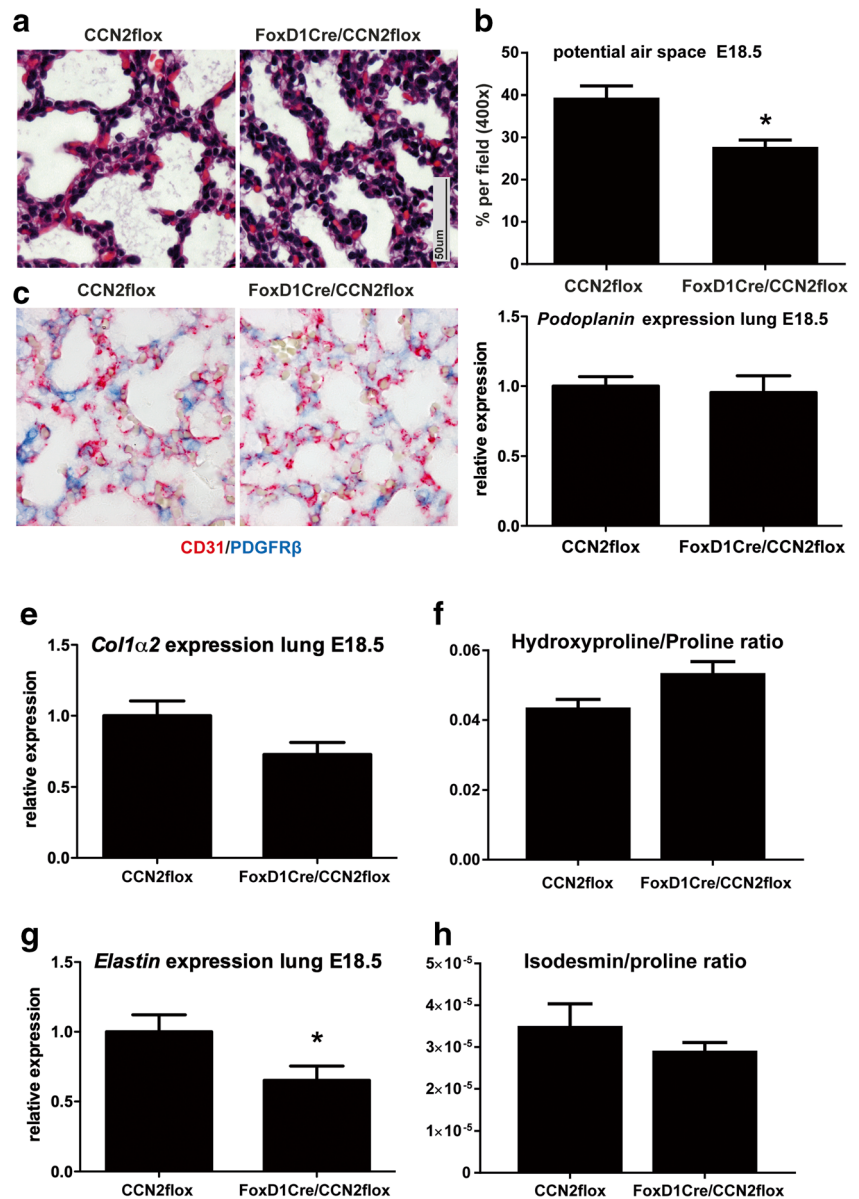 a
CCN2flox
FoxD1Cre/CCN2flox
50um
b
potential air space E18.5
% per field (400x)
50
40
30
20
10
0
*
CCN2flox
FoxD1Cre/CCN2flox
c
CCN2flox
FoxD1Cre/CCN2flox
CD31/PDGFRβ
Podoplanin expression lung E18.5
relative expression
1.5
1.0
0.5
0.0
CCN2flox
FoxD1Cre/CCN2flox
e
Col1α2 expression lung E18.5
relative expression
1.5
1.0
0.5
0.0
CCN2flox
FoxD1Cre/CCN2flox
f
Hydroxyproline/Proline ratio
0.06
0.04
0.02
0.00
CCN2flox
FoxD1Cre/CCN2flox
g
Elastin expression lung E18.5
relative expression
1.5
1.0
0.5
0.0
*
CCN2flox
FoxD1Cre/CCN2flox
h
Isodesmin/proline ratio
5×10-5
4×10-5
3×10-5
2×10-5
1×10-5
0
CCN2flox
FoxD1Cre/CCN2flox